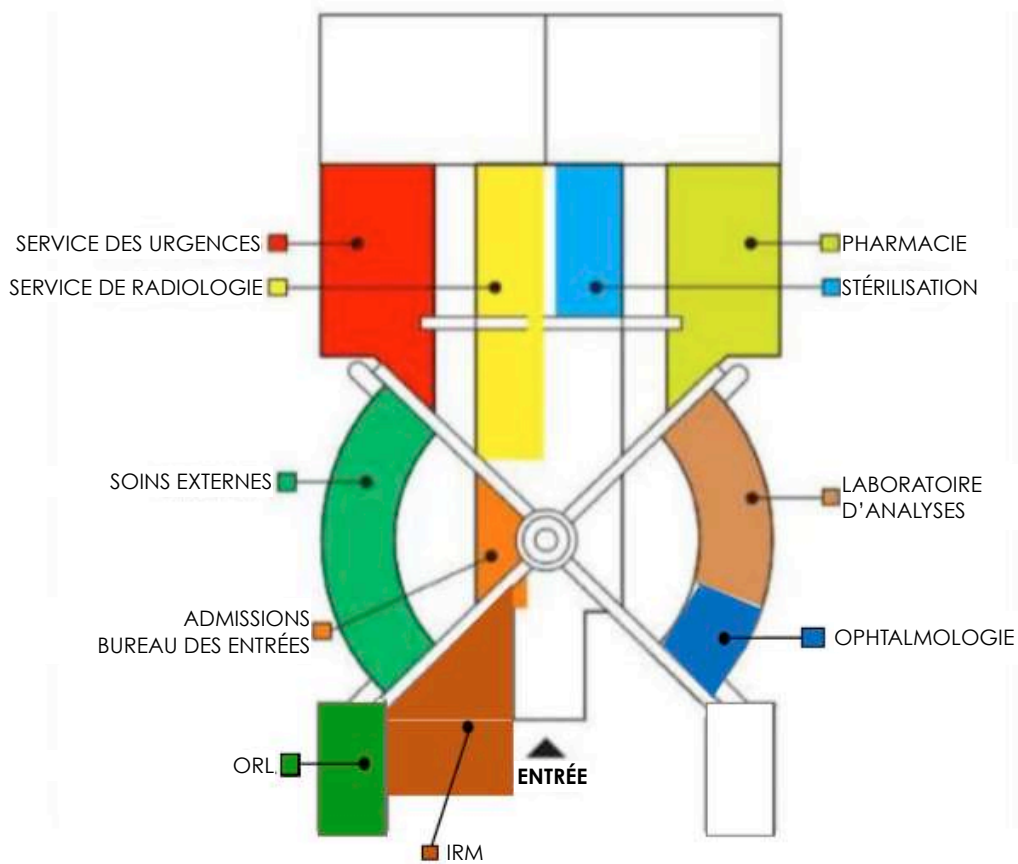 SERVICE DES URGENCES
PHARMACIE
SERVICE DE RADIOLOGIE
STÉRILISATION
SOINS EXTERNES
LABORATOIRE
D'ANALYSES
ADMISSIONS
BUREAU DES ENTRÉES
OPHTALMOLOGIE
ORL
ENTRÉE
IRM